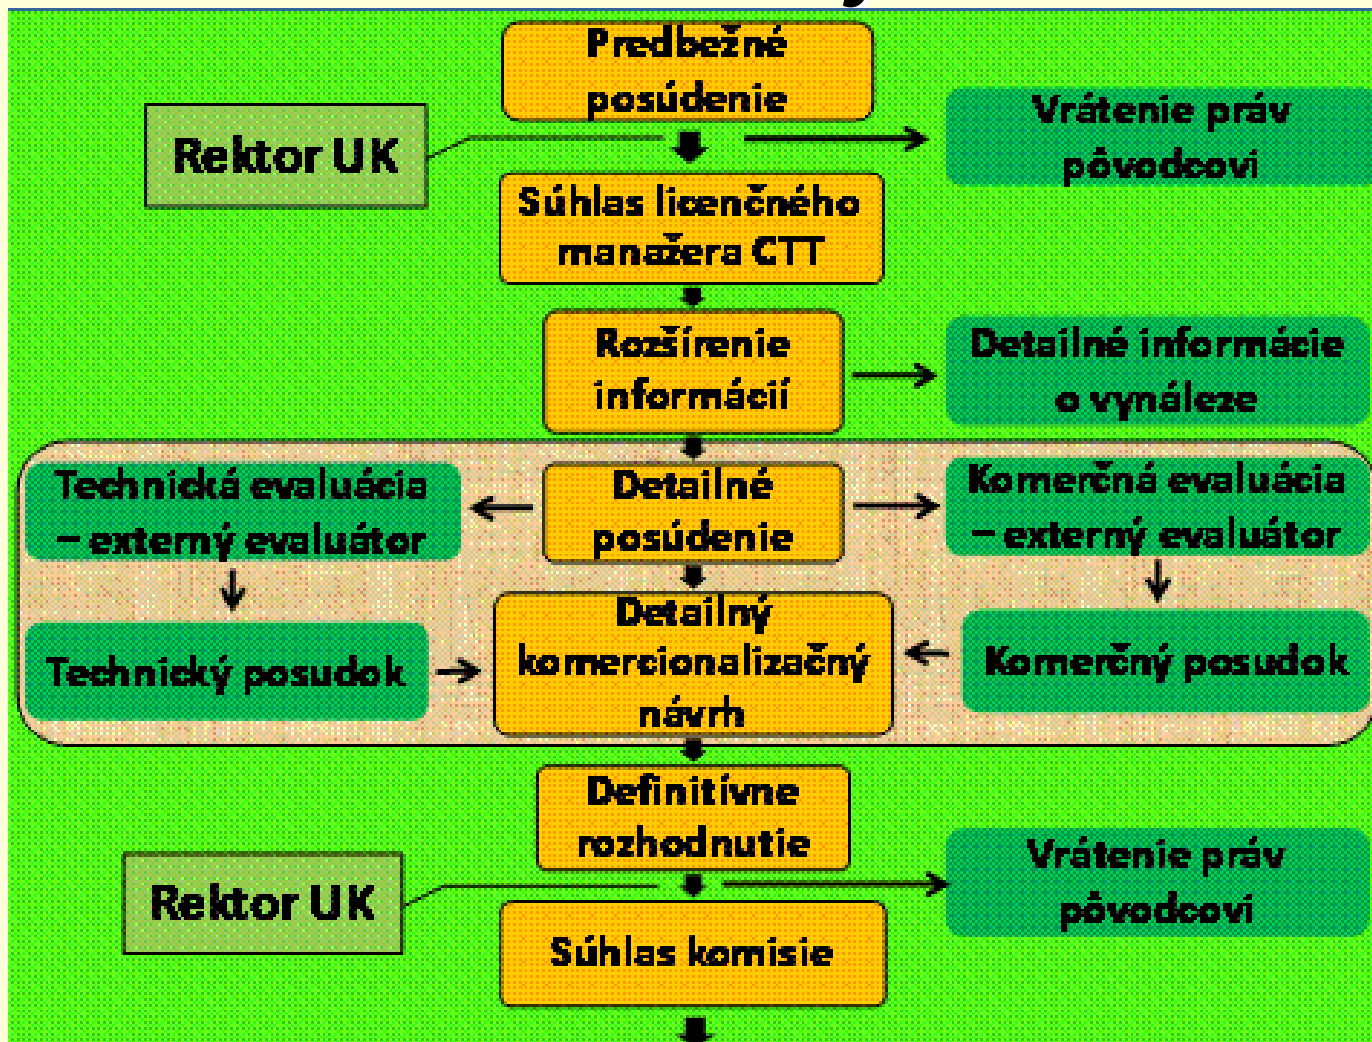 Predbežné
posúdenie
Rektor UK
Vrátenie práv
pôvodcovi
Súhlas licenčného
manažera CTT
Rozšírenie
informácií
Detailné informácie
o vynáleze
Technická evaluácia
– externý evaluátor
Detailné
posúdenie
Komerčná evaluácia
– externý evaluátor
Technický posudok
Detailný
komercionalizačný
návrh
Komerčný posudok
Definitívne
rozhodnutie
Rektor UK
Vrátenie práv
pôvodcovi
Súhlas komisie